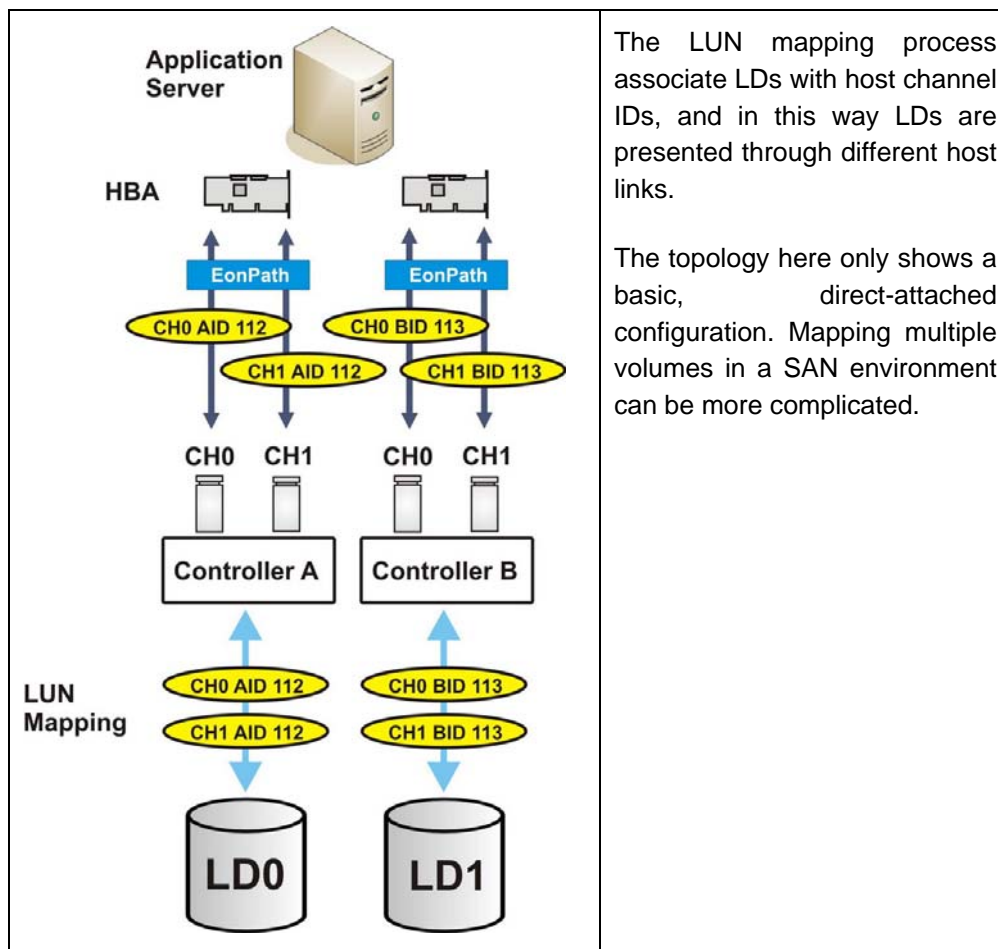 Application
Server
HBA
EonPath
EonPath
CH0 AID 112
CH0 BID 113
CH1 AID 112
CH1 BID 113
CH0
CH1
CH0
CH1
Controller A
Controller B
LUN
Mapping
CH0 AID 112
CH0 BID 113
CH1 AID 112
CH1 BID 113
LD0
LD1
The LUN mapping process
associate LDs with host channel
IDs, and in this way LDs are
presented through different host
links.
The topology here only shows a
basic, direct-attached
configuration. Mapping multiple
volumes in a SAN environment
can be more complicated.